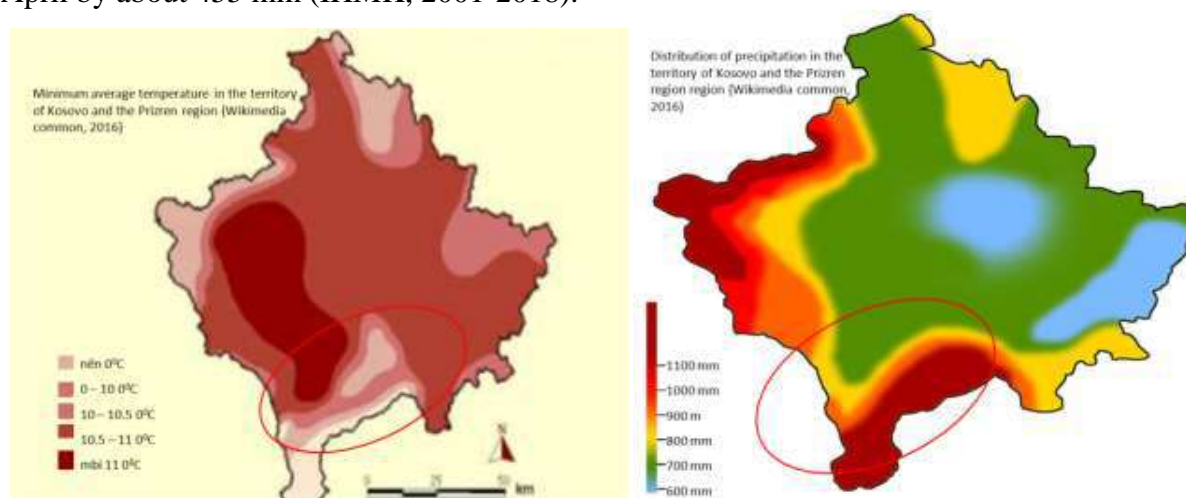 April by about 455 mm (IHMK, 2001-2018).
Minimum average temperature in the territory
of Kosovo and the Prizren region (Wikimedia
common, 2016)
nën 0⁰C
0 – 10 0⁰C
10 – 10.5 0⁰C
10.5 – 11 0⁰C
mbi 11 0⁰C
N
0 25 50
km
Distribution of precipitation in the
territory of Kosovo and the Prizren
region region (Wikimedia common,
2016)
1100 mm
1000 mm
900 m
800 mm
700 mm
600 mm